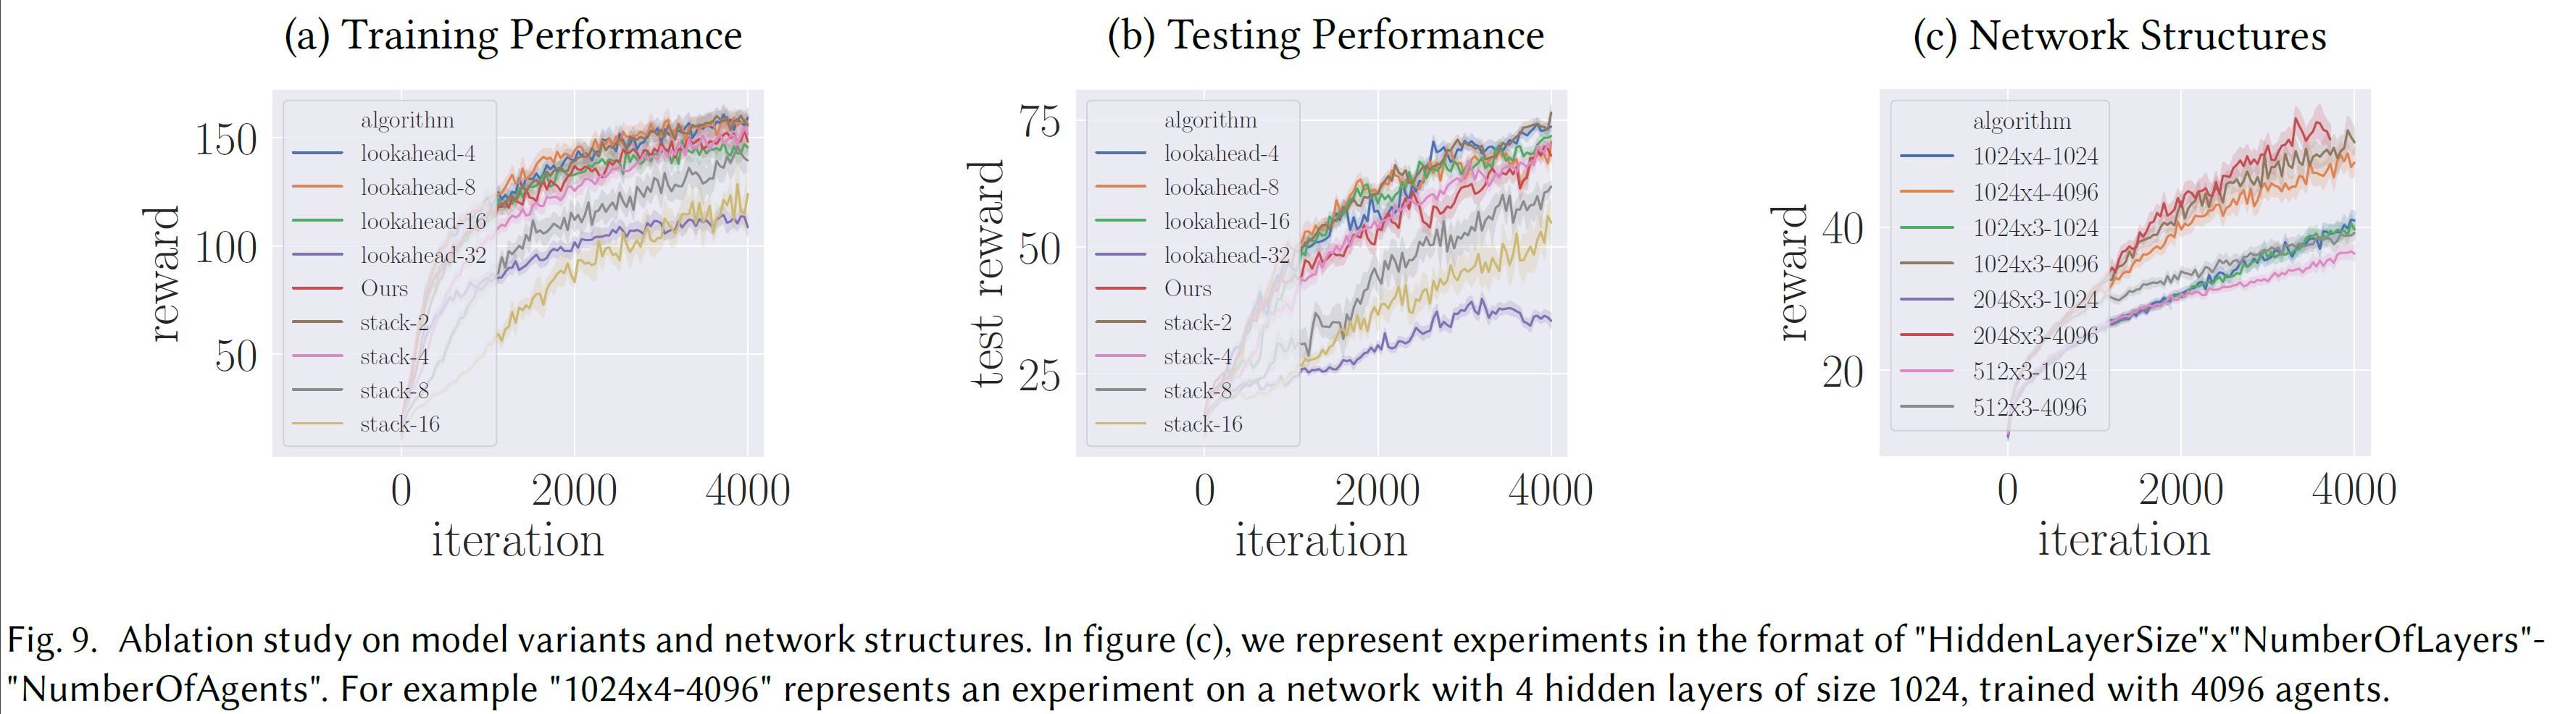 (a) Training Performance
150
100
50
reward
algorithm
lookahead-4
lookahead-8
lookahead-16
lookahead-32
Ours
stack-2
stack-4
stack-8
stack-16
0 2000 4000
iteration
(b) Testing Performance
75
50
25
test reward
algorithm
lookahead-4
lookahead-8
lookahead-16
lookahead-32
Ours
stack-2
stack-4
stack-8
stack-16
0 2000 4000
iteration
(c) Network Structures
40
20
reward
algorithm
1024x4-1024
1024x4-4096
1024x3-1024
1024x3-4096
2048x3-1024
2048x3-4096
512x3-1024
512x3-4096
0 2000 4000
iteration
Fig. 9. Ablation study on model variants and network structures. In figure (c), we represent experiments in the format of "HiddenLayerSize"x"NumberOfLayers"-
"NumberOfAgents". For example "1024x4-4096" represents an experiment on a network with 4 hidden layers of size 1024, trained with 4096 agents.